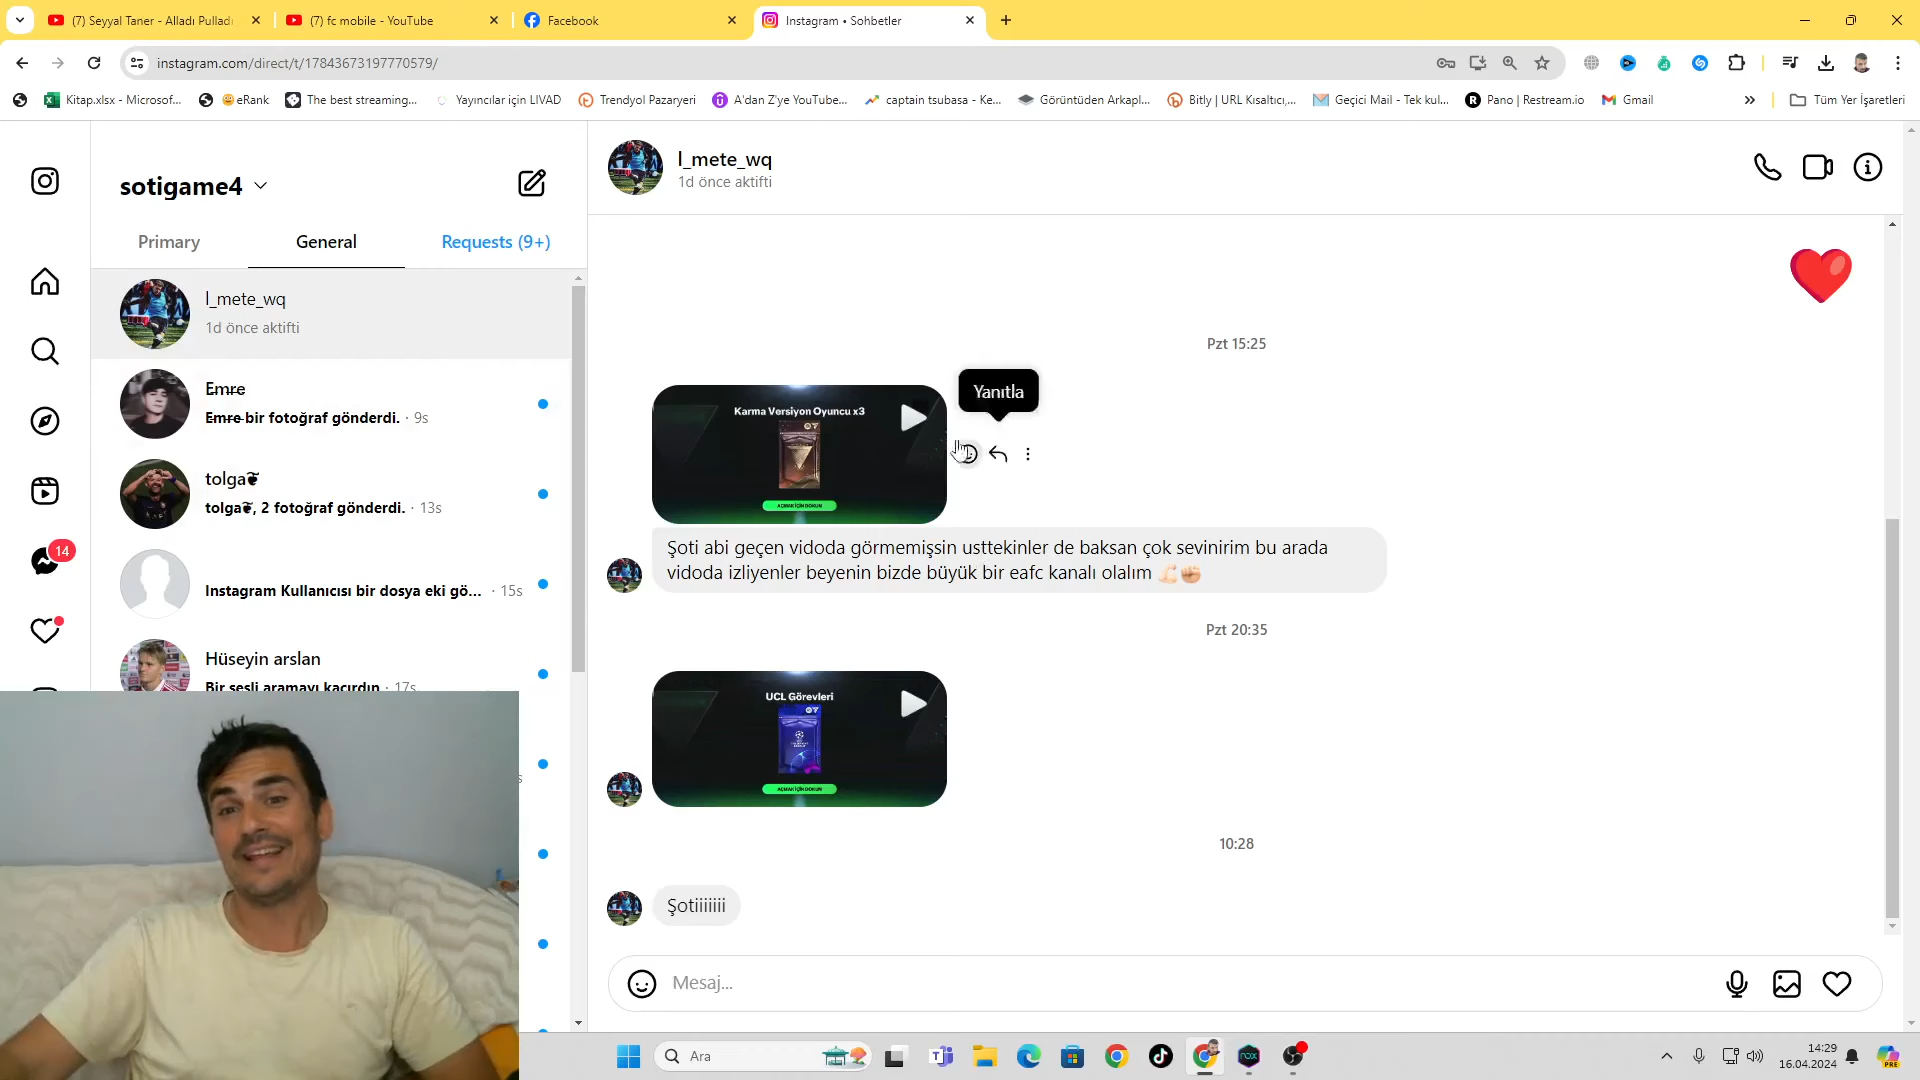 (7) Seyyal Taner - Alladı Pulladı
(7) fc mobile - YouTube
Facebook
Instagram • Sohbetler
instagram.com/direct/t/17843673197770579/
Kitap.xlsx - Microsof...
eRank
The best streaming...
Yayıncılar için LIVAD
Trendyol Pazaryeri
A'dan Z'ye YouTube...
captain tsubasa - Ke...
Görüntüden Arkapl...
Bitly | URL Kısaltıcı,...
Geçici Mail - Tek kul...
Pano | Restream.io
Gmail
Tüm Yer İşaretleri
sotigame4
Primary
General
Requests (9+)
l_mete_wq
1d önce aktifti
Emre
Emre bir fotoğraf gönderdi. · 9s
tolga❦
tolga❦, 2 fotoğraf gönderdi. · 13s
Instagram Kullanıcısı bir dosya eki gö... · 15s
Hüseyin arslan
Bir sesli aramayı kaçırdın · 17s
14
l_mete_wq
1d önce aktifti
Pzt 15:25
Karma Versiyon Oyuncu x3
AÇMAK İÇİN DOKUN
Yanıtla
Şoti abi geçen vidoda görmemişsin usttekinler de baksan çok sevinirim bu arada
vidoda izliyenler beyenin bizde büyük bir eafc kanalı olalım 💪🏻✊🏼
Pzt 20:35
UCL Görevleri
AÇMAK İÇİN DOKUN
10:28
Şotiiiiiii
Mesaj...
Ara
14:29
16.04.2024